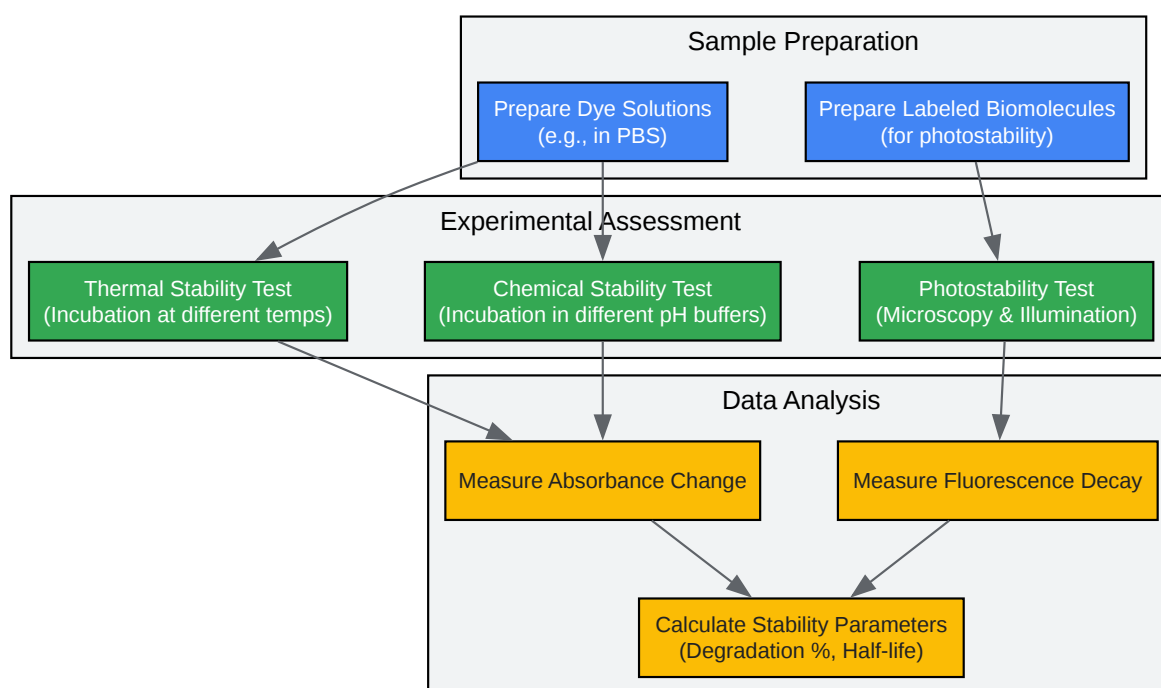 Sample Preparation
Prepare Dye Solutions
(e.g., in PBS)
Prepare Labeled Biomolecules
(for photostability)
Experimental Assessment
Thermal Stability Test
(Incubation at different temps)
Chemical Stability Test
(Incubation in different pH buffers)
Photostability Test
(Microscopy & Illumination)
Data Analysis
Measure Absorbance Change
Measure Fluorescence Decay
Calculate Stability Parameters
(Degradation %, Half-life)